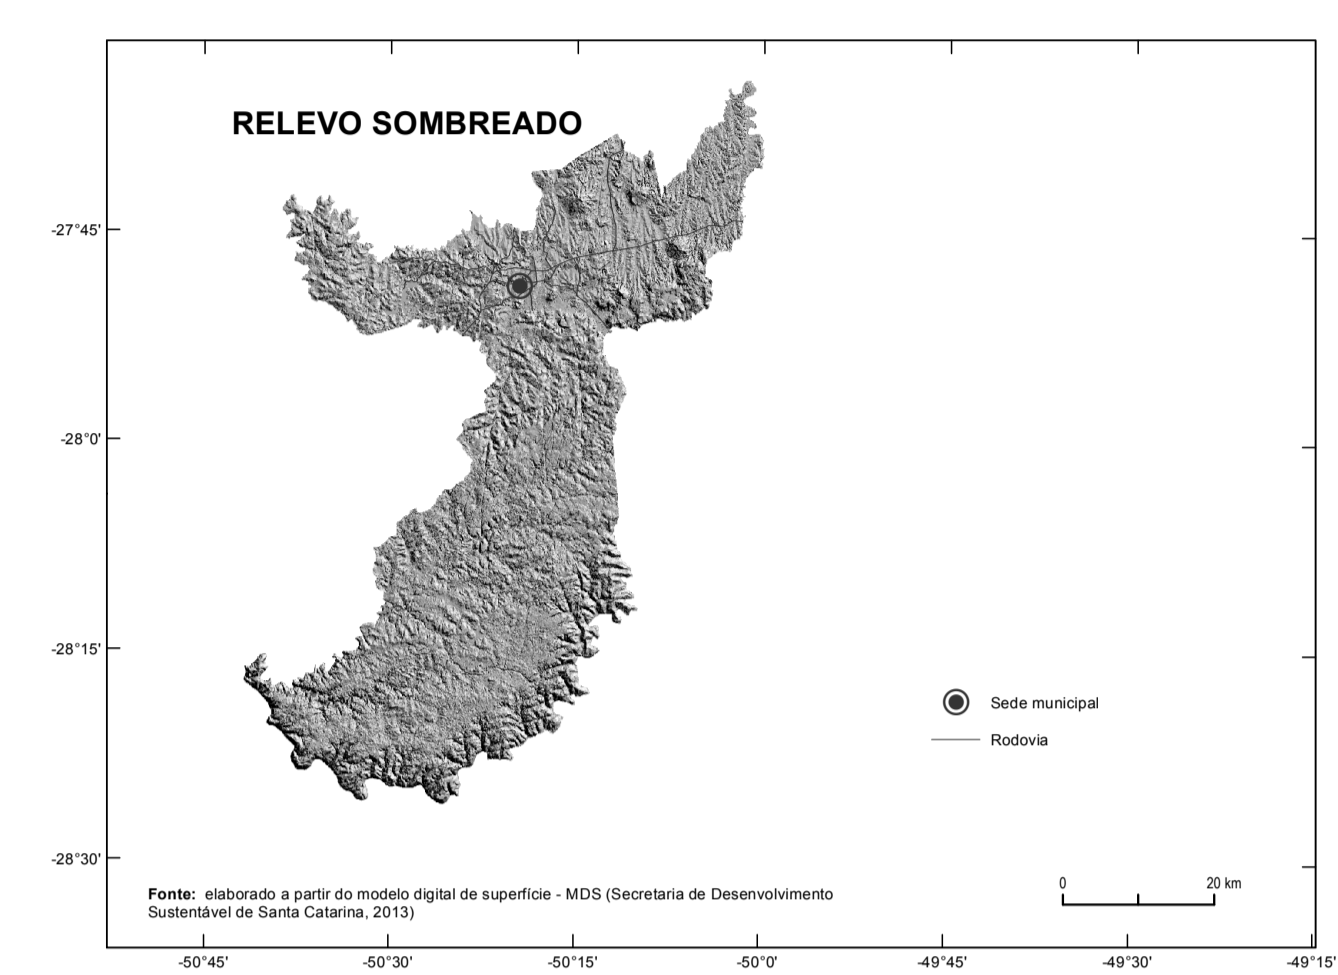 RELEVO SOMBREADO
-27°45'
-28°0'
-28°15'
-28°30'
Sede municipal
Rodovia
0 20 km
Fonte: elaborado a partir do modelo digital de superfície - MDS (Secretaria de Desenvolvimento
Sustentável de Santa Catarina, 2013)
-50°45' -50°30' -50°15' -50°0' -49°45' -49°30' -49°15'